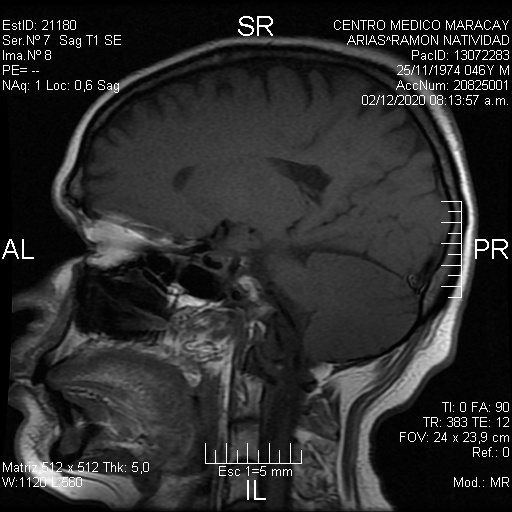 EstID: 21180
Ser.Nº 7 Sag T1 SE
Ima.Nº 8
PE= --
NAq: 1 Loc: 0,6 Sag
SR
CENTRO MEDICO MARACAY
ARIAS^RAMON NATIVIDAD
PacID: 13072283
25/11/1974 046Y M
AccNum: 20825001
02/12/2020 08:13:57 a.m.
AL
PR
Matriz 512 x 512 Thk: 5,0
W:1120 L:560
Esc 1=5 mm
IL
TI: 0 FA: 90
TR: 383 TE: 12
FOV: 24 x 23,9 cm
Ref.: 0
Mod.: MR